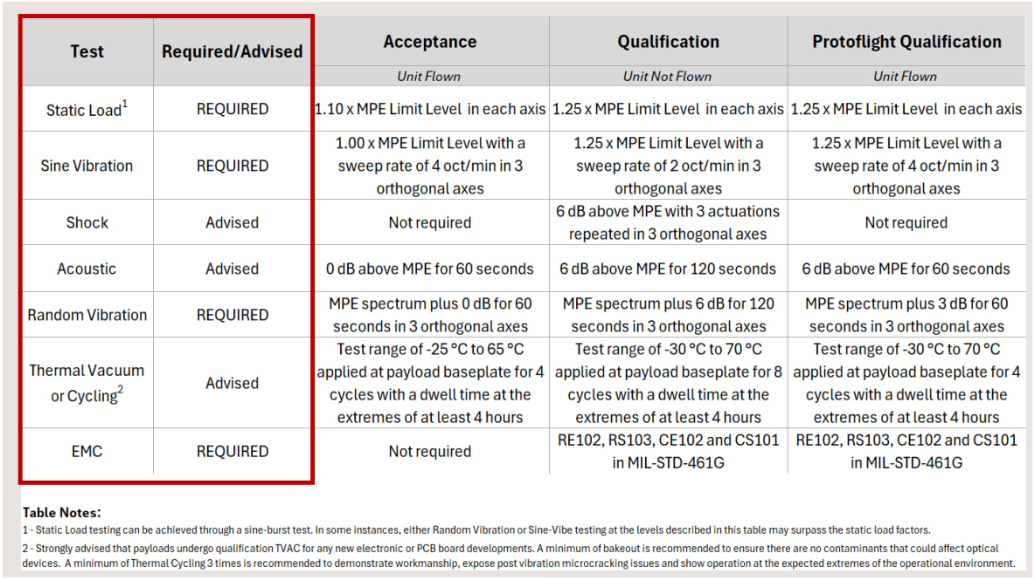 Test Required/Advised Acceptance Qualification Protoflight Qualification
Unit Flown Unit Not Flown Unit Flown
Static Load1 REQUIRED 1.10 x MPE Limit Level in each axis 1.25 x MPE Limit Level in each axis 1.25 x MPE Limit Level in each axis
1.00 x MPE Limit Level with a 1.25 x MPE Limit Level with a 1.25 x MPE Limit Level with a
Sine Vibration REQUIRED sweep rate of 4 oct/min in 3 sweep rate of 2 oct/min in 3 sweep rate of 4 oct/min in 3
orthogonal axes orthogonal axes orthogonal axes
Shock Advised Not required 6 dB above MPE with 3 actuations Not required
repeated in 3 orthogonal axes
Acoustic Advised 0 dB above MPE for 60 seconds 6 dB above MPE for 120 seconds 6 dB above MPE for 60 seconds
Random Vibration REQUIRED MPE spectrum plus 0 dB for 60 MPE spectrum plus 6 dB for 120 MPE spectrum plus 3 dB for 60
seconds in 3 orthogonal axes seconds in 3 orthogonal axes seconds in 3 orthogonal axes
Test range of -25 °C to 65 °C Test range of -30 °C to 70 °C Test range of -30 °C to 70 °C
Thermal Vacuum Advised applied at payload baseplate for 4 applied at payload baseplate for 8 applied at payload baseplate for 4
or Cycling2 cycles with a dwell time at the cycles with a dwell time at the cycles with a dwell time at the
extremes of at least 4 hours extremes of at least 4 hours extremes of at least 4 hours
EMC REQUIRED Not required RE102, RS103, CE102 and CS101 RE102, RS103, CE102 and CS101
in MIL-STD-461G in MIL-STD-461G
Table Notes:
1 - Static Load testing can be achieved through a sine-burst test. In some instances, either Random Vibration or Sine-Vibe testing at the levels described in this table may surpass the static load factors.
2 - Strongly advised that payloads undergo qualification TVAC for any new electronic or PCB board developments. A minimum of bakeout is recommended to ensure there are no contaminants that could affect optical
devices. A minimum of Thermal Cycling 3 times is recommended to demonstrate workmanship, expose post vibration microcracking issues and show operation at the expected extremes of the operational environment.